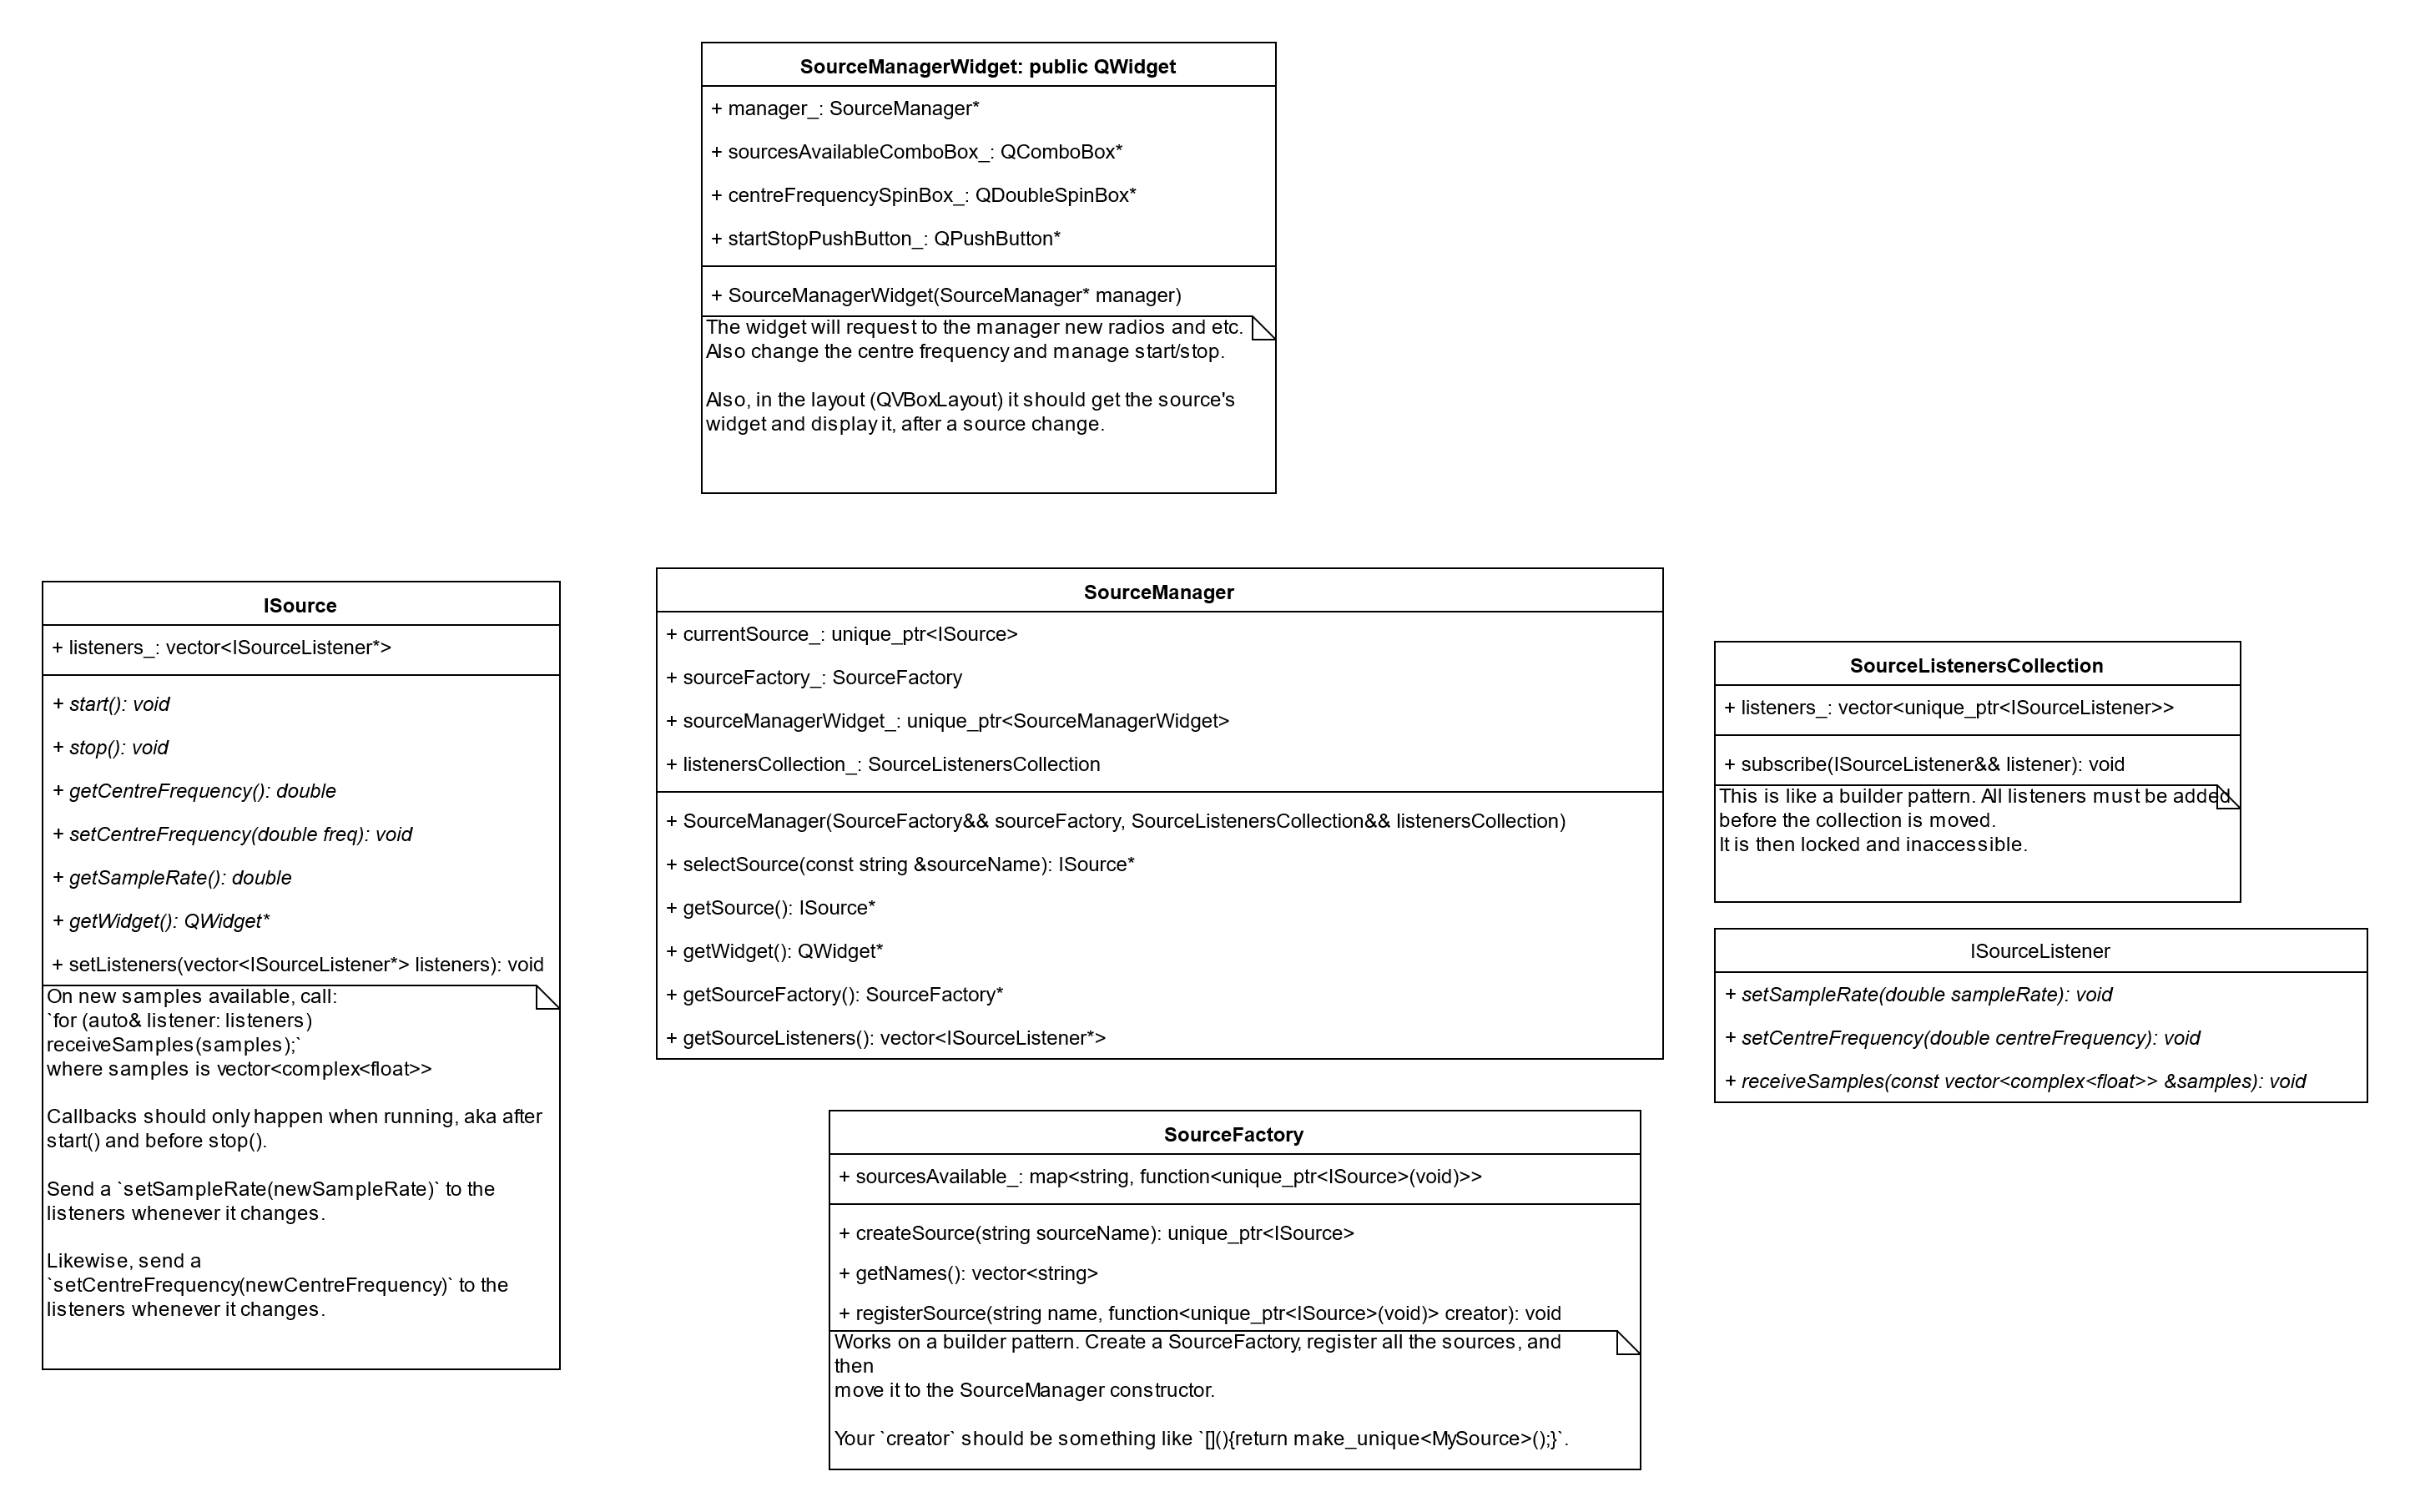 SourceManagerWidget: public QWidget
+ manager_: SourceManager*
+ sourcesAvailableComboBox_: QComboBox*
+ centreFrequencySpinBox_: QDoubleSpinBox*
+ startStopPushButton_: QPushButton*
+ SourceManagerWidget(SourceManager* manager)
The widget will request to the manager new radios and etc.
Also change the centre frequency and manage start/stop.
Also, in the layout (QVBoxLayout) it should get the source's
widget and display it, after a source change.
ISource
+ listeners_: vector<ISourceListener*>
+ start(): void
+ stop(): void
+ getCentreFrequency(): double
+ setCentreFrequency(double freq): void
+ getSampleRate(): double
+ getWidget(): QWidget*
+ setListeners(vector<ISourceListener*> listeners): void
On new samples available, call:
`for (auto& listener: listeners)
receiveSamples(samples);`
where samples is vector<complex<float>>
Callbacks should only happen when running, aka after
start() and before stop().
Send a `setSampleRate(newSampleRate)` to the
listeners whenever it changes.
Likewise, send a
`setCentreFrequency(newCentreFrequency)` to the
listeners whenever it changes.
SourceManager
+ currentSource_: unique_ptr<ISource>
+ sourceFactory_: SourceFactory
+ sourceManagerWidget_: unique_ptr<SourceManagerWidget>
+ listenersCollection_: SourceListenersCollection
+ SourceManager(SourceFactory&& sourceFactory, SourceListenersCollection&& listenersCollection)
+ selectSource(const string &sourceName): ISource*
+ getSource(): ISource*
+ getWidget(): QWidget*
+ getSourceFactory(): SourceFactory*
+ getSourceListeners(): vector<ISourceListener*>
SourceListenersCollection
+ listeners_: vector<unique_ptr<ISourceListener>>
+ subscribe(ISourceListener&& listener): void
This is like a builder pattern. All listeners must be added
before the collection is moved.
It is then locked and inaccessible.
ISourceListener
+ setSampleRate(double sampleRate): void
+ setCentreFrequency(double centreFrequency): void
+ receiveSamples(const vector<complex<float>> &samples): void
SourceFactory
+ sourcesAvailable_: map<string, function<unique_ptr<ISource>(void)>>
+ createSource(string sourceName): unique_ptr<ISource>
+ getNames(): vector<string>
+ registerSource(string name, function<unique_ptr<ISource>(void)> creator): void
Works on a builder pattern. Create a SourceFactory, register all the sources, and
then
move it to the SourceManager constructor.
Your `creator` should be something like `[](){return make_unique<MySource>();}`.